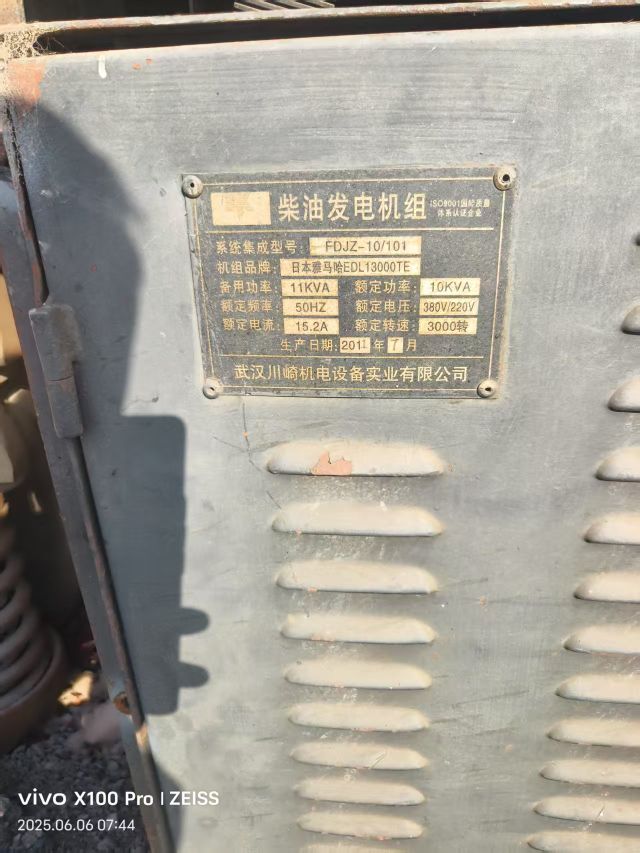 柴油发电机组
ISO9001国际质量
体系认证企业
系统集成型号: FDJZ-10/101
机组品牌: 日本雅马哈EDL13000TE
备用功率: 11KVA 额定功率: 10KVA
额定频率: 50HZ 额定电压: 380V/220V
额定电流: 15.2A 额定转速: 3000转
生产日期: 2011 年 7 月
武汉川崎机电设备实业有限公司
vivo X100 Pro | ZEISS
2025.06.06 07:44